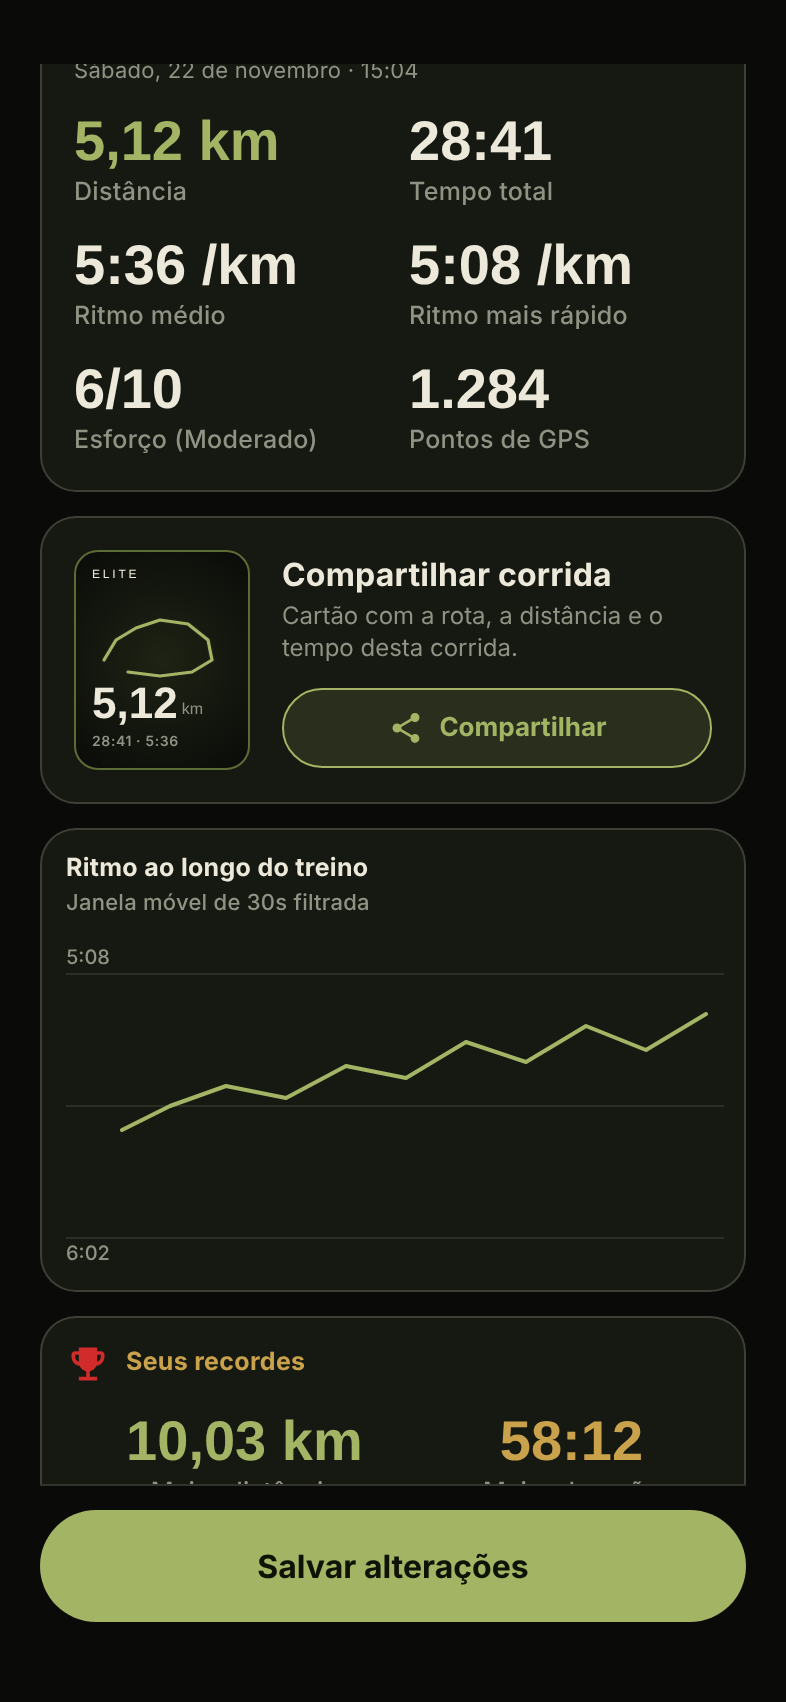 Sábado, 22 de novembro · 15:04
5,12 km
28:41
Distância
Tempo total
5:36 /km
5:08 /km
Ritmo médio
Ritmo mais rápido
6/10
1.284
Esforço (Moderado)
Pontos de GPS
ELITE
5,12 km
28:41 · 5:36
Compartilhar corrida
Cartão com a rota, a distância e o
tempo desta corrida.
Compartilhar
Ritmo ao longo do treino
Janela móvel de 30s filtrada
5:08
6:02
Seus recordes
10,03 km
58:12
Salvar alterações